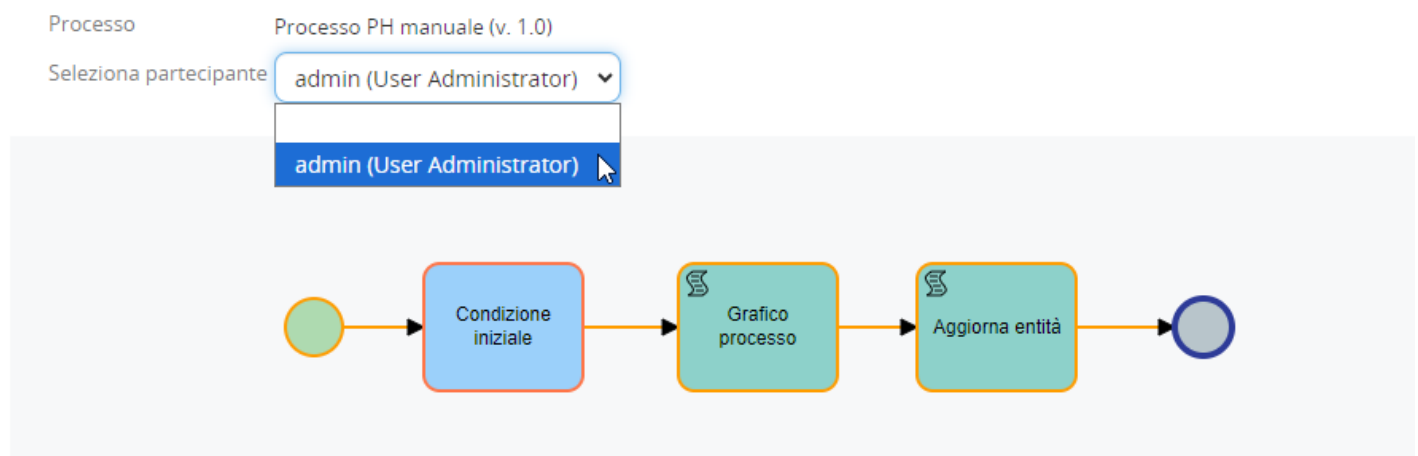 Processo
Processo PH manuale (v. 1.0)
Seleziona partecipante
admin (User Administrator)
admin (User Administrator)
Condizione
iniziale
Grafico
processo
Aggiorna entità